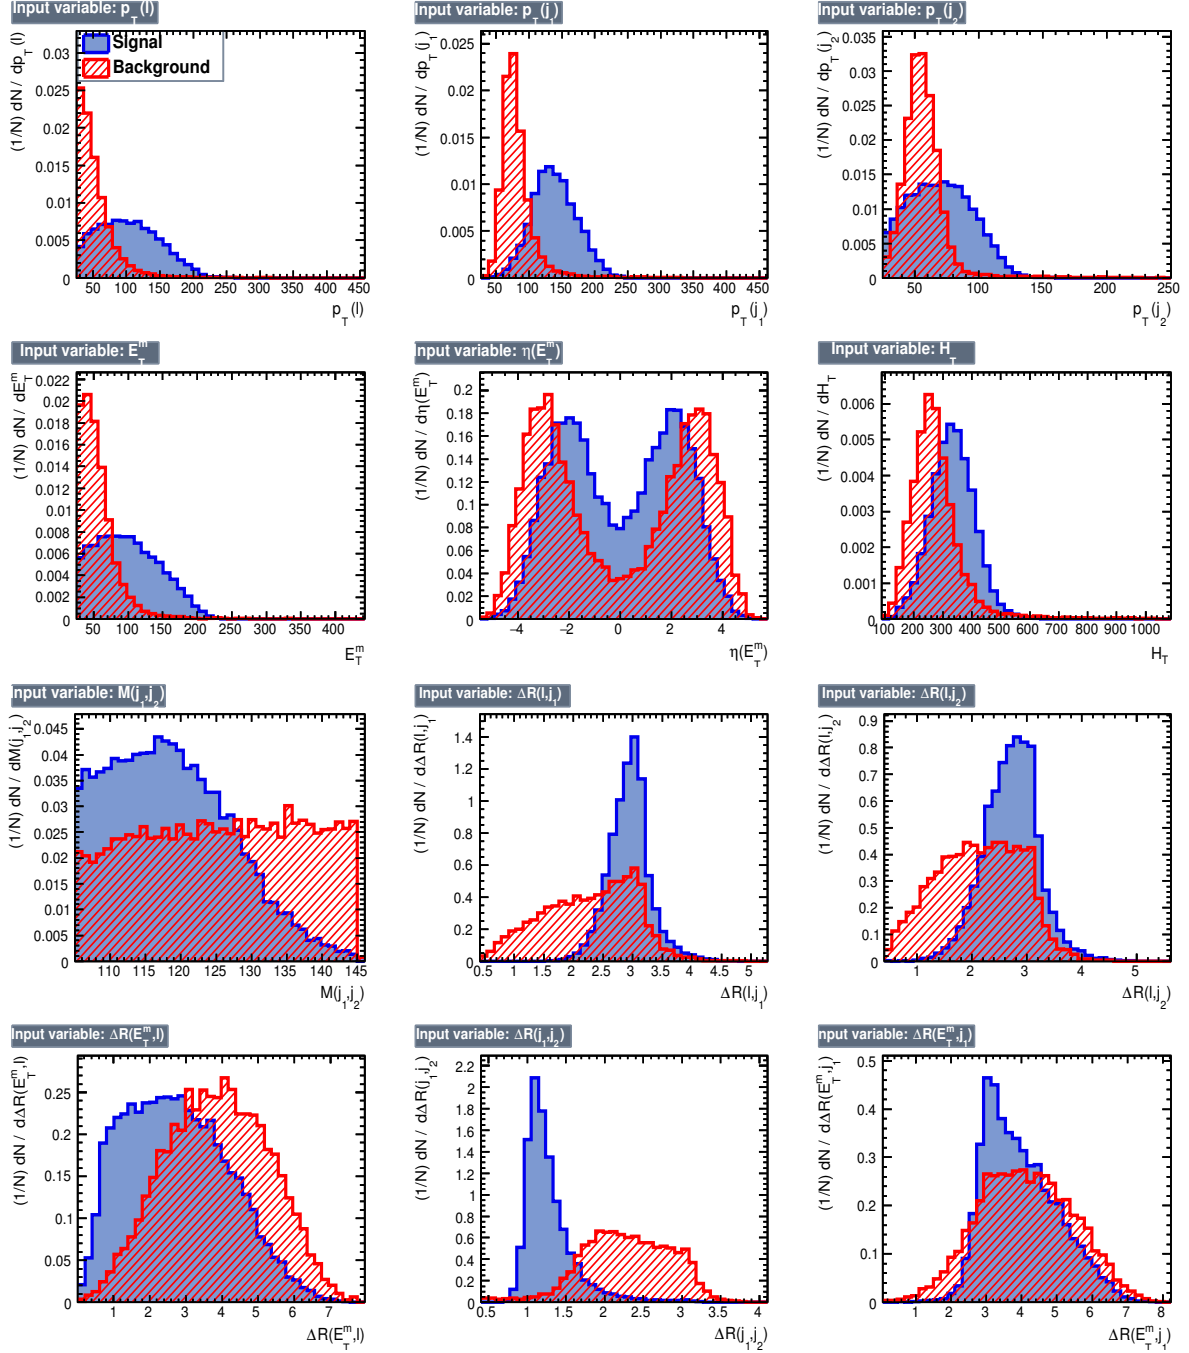 Input variable: p_T(l)
(1/N) dN / dp_T(l)
Signal
Background
0.03
0.025
0.02
0.015
0.01
0.005
0
50 100 150 200 250 300 350 400 450
p_T(l)
Input variable: p_T(j_1)
(1/N) dN / dp_T(j_1)
0.025
0.02
0.015
0.01
0.005
0
50 100 150 200 250 300 350 400 450
p_T(j_1)
Input variable: p_T(j_2)
(1/N) dN / dp_T(j_2)
0.035
0.03
0.025
0.02
0.015
0.01
0.005
0
50 100 150 200 250
p_T(j_2)
Input variable: E_T^m
(1/N) dN / dE_T^m
0.022
0.02
0.018
0.016
0.014
0.012
0.01
0.008
0.006
0.004
0.002
0
50 100 150 200 250 300 350 400
E_T^m
Input variable: η(E_T^m)
(1/N) dN / dη(E_T^m)
0.2
0.18
0.16
0.14
0.12
0.1
0.08
0.06
0.04
0.02
0
−4 −2 0 2 4
η(E_T^m)
Input variable: H_T
(1/N) dN / dH_T
0.006
0.005
0.004
0.003
0.002
0.001
0
100 200 300 400 500 600 700 800 900 1000
H_T
Input variable: M(j_1,j_2)
(1/N) dN / dM(j_1,j_2)
0.045
0.04
0.035
0.03
0.025
0.02
0.015
0.01
0.005
0
110 115 120 125 130 135 140 145
M(j_1,j_2)
Input variable: ΔR(l,j_1)
(1/N) dN / dΔR(l,j_1)
1.4
1.2
1
0.8
0.6
0.4
0.2
0
0.5 1 1.5 2 2.5 3 3.5 4 4.5 5
ΔR(l,j_1)
Input variable: ΔR(l,j_2)
(1/N) dN / dΔR(l,j_2)
0.9
0.8
0.7
0.6
0.5
0.4
0.3
0.2
0.1
0
1 2 3 4 5
ΔR(l,j_2)
Input variable: ΔR(E_T^m,l)
(1/N) dN / dΔR(E_T^m,l)
0.25
0.2
0.15
0.1
0.05
0
1 2 3 4 5 6 7
ΔR(E_T^m,l)
Input variable: ΔR(j_1,j_2)
(1/N) dN / dΔR(j_1,j_2)
2.2
2
1.8
1.6
1.4
1.2
1
0.8
0.6
0.4
0.2
0
0.5 1 1.5 2 2.5 3 3.5 4
ΔR(j_1,j_2)
nput variable: ΔR(E_T^m,j_1)
(1/N) dN / dΔR(E_T^m,j_1)
0.5
0.4
0.3
0.2
0.1
0
1 2 3 4 5 6 7 8
ΔR(E_T^m,j_1)